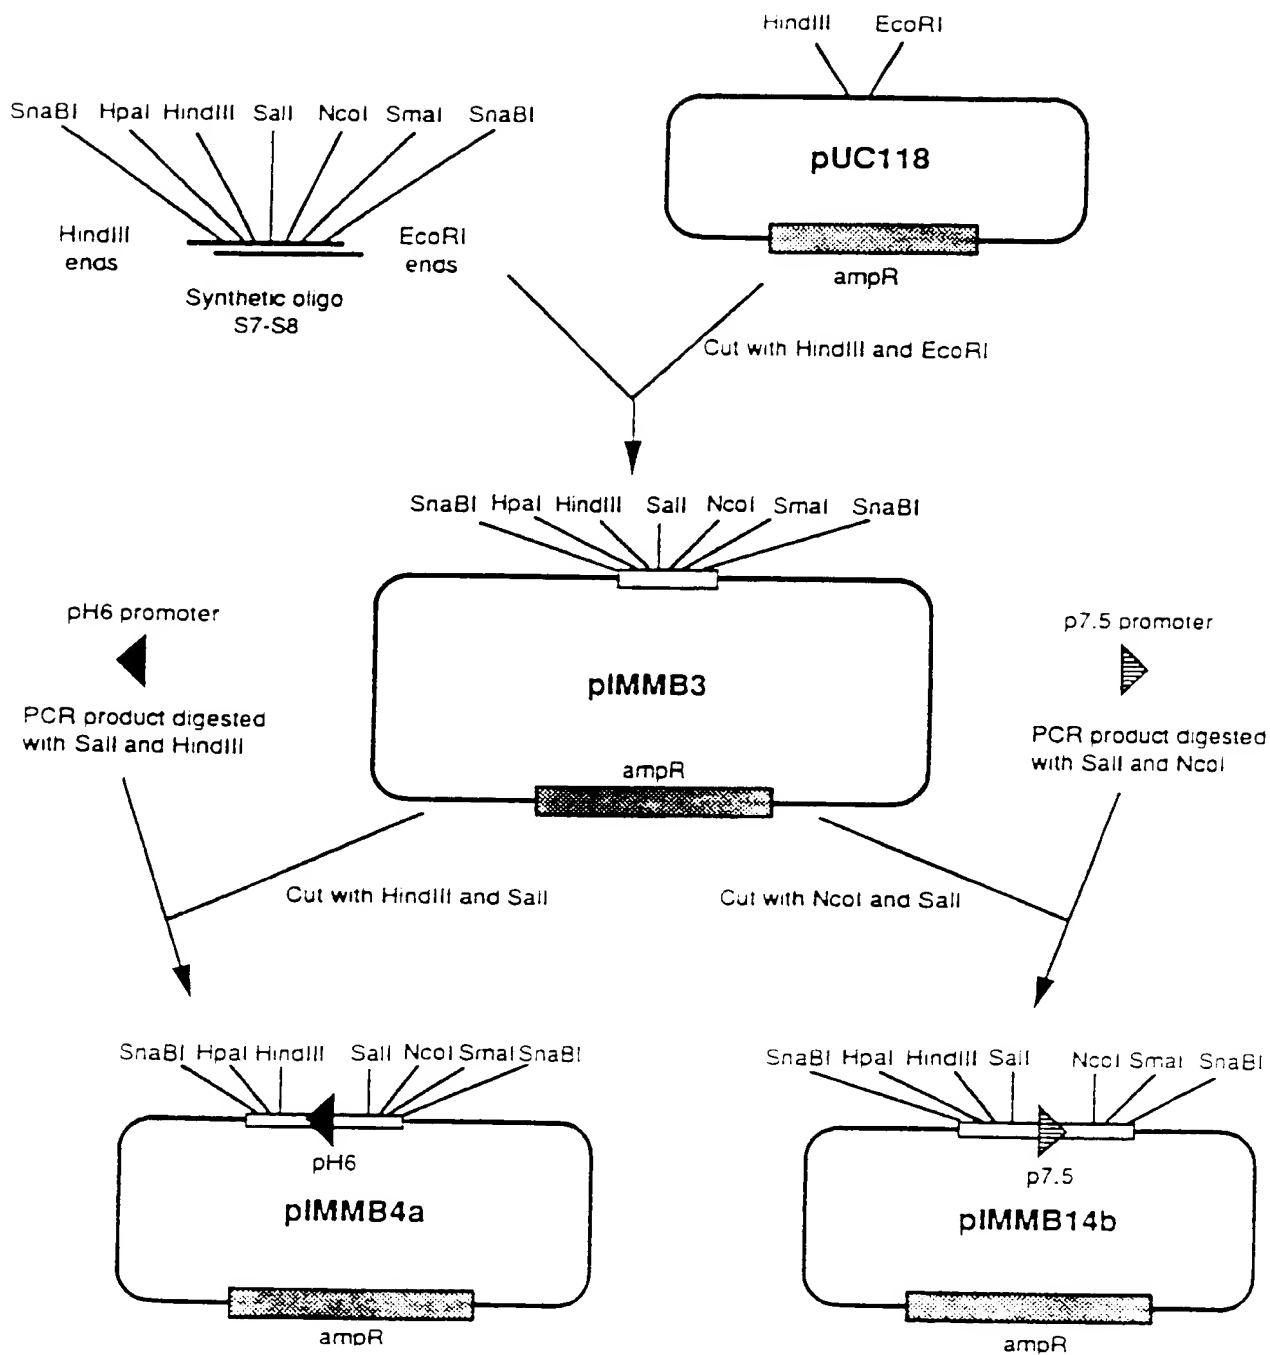 HindIII EcoRI
SnaBI HpaI HindIII SalI NcoI SmaI SnaBI
pUC118
HindIII
ends
EcoRI
ends
ampR
Synthetic oligo
S7-S8
Cut with HindIII and EcoRI
SnaBI HpaI HindIII SalI NcoI SmaI SnaBI
pH6 promoter
p7.5 promoter
pIMMB3
PCR product digested
with SalI and HindIII
PCR product digested
with SalI and NcoI
ampR
Cut with HindIII and SalI
Cut with NcoI and SalI
SnaBI HpaI HindIII SalI NcoI SmaI SnaBI
SnaBI HpaI HindIII SalI NcoI SmaI SnaBI
pH6
p7.5
pIMMB4a
pIMMB14b
ampR
ampR